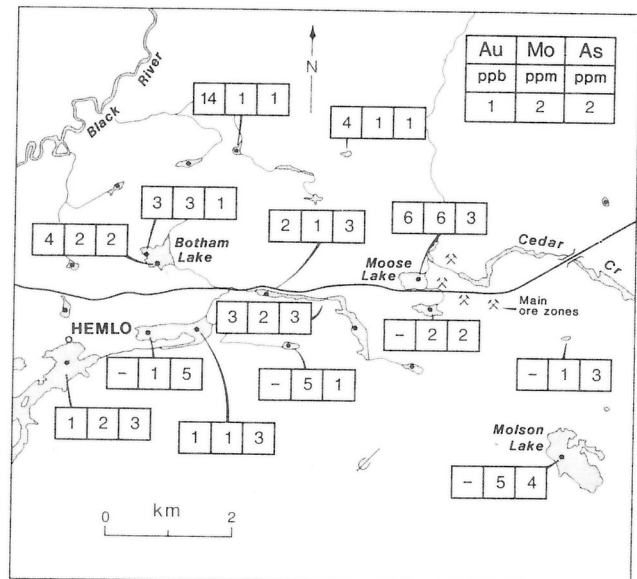 Au Mo As
ppb ppm ppm
1 2 2
N
Black River
14 1 1
4 1 1
3 3 1
4 2 2
Botham
Lake
2 1 3
6 6 3
Moose
Lake
Cedar
Cr
Main
ore zones
3 2 3
– 2 2
HEMLO
– 1 5
– 5 1
– 1 3
1 2 3
1 1 3
Molson
Lake
– 5 4
km
0 2